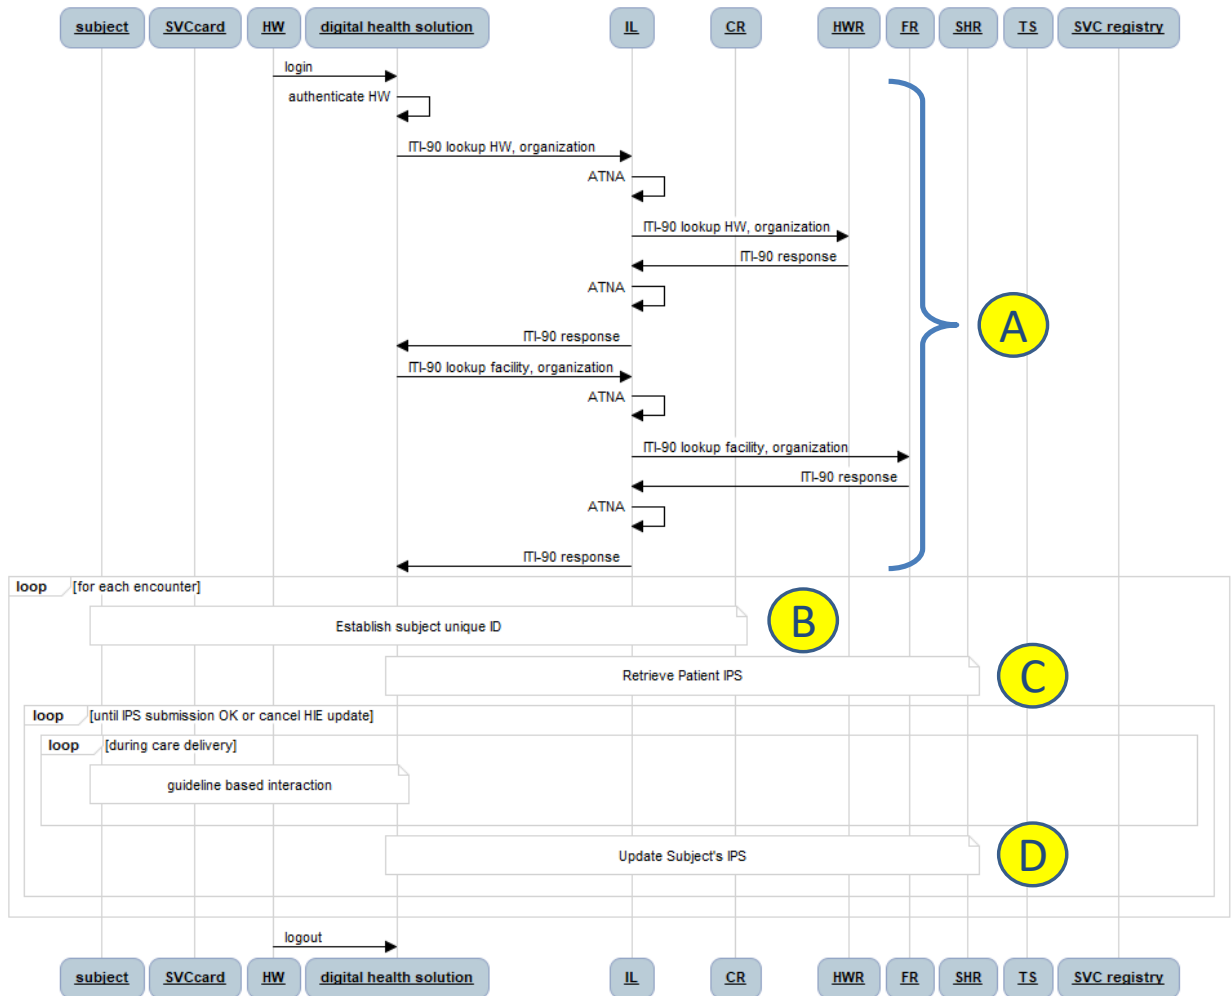 subject SVCcard HW digital health solution IL CR HWR FR SHR TS SVC registry
login
authenticate HW
ITI-90 lookup HW, organization
ATNA
ITI-90 lookup HW, organization
ITI-90 response
ATNA
A
ITI-90 response
ITI-90 lookup facility, organization
ATNA
ITI-90 lookup facility, organization
ITI-90 response
ATNA
ITI-90 response
loop [for each encounter]
Establish subject unique ID
B
Retrieve Patient IPS
C
loop [until IPS submission OK or cancel HIE update]
loop [during care delivery]
guideline based interaction
Update Subject's IPS
D
logout
subject SVCcard HW digital health solution IL CR HWR FR SHR TS SVC registry